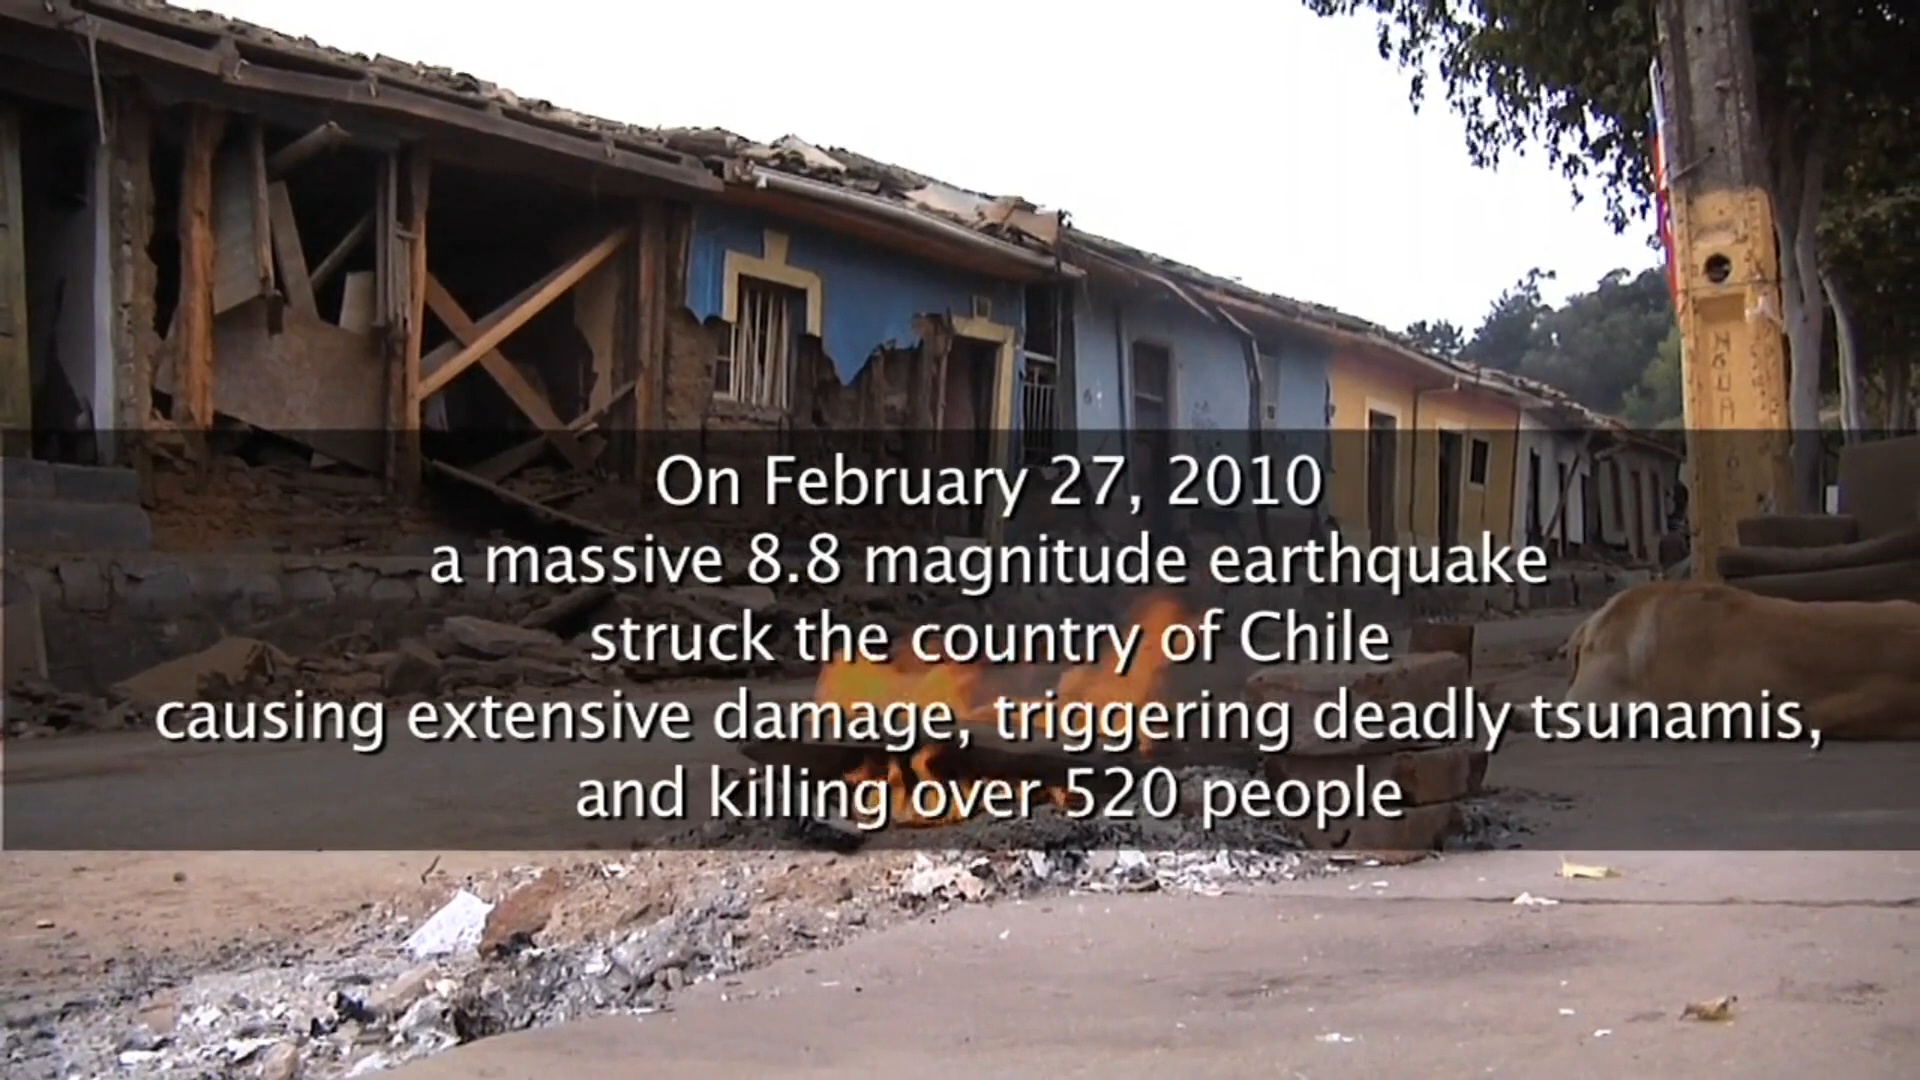 On February 27, 2010
a massive 8.8 magnitude earthquake
struck the country of Chile
causing extensive damage, triggering deadly tsunamis,
and killing over 520 people